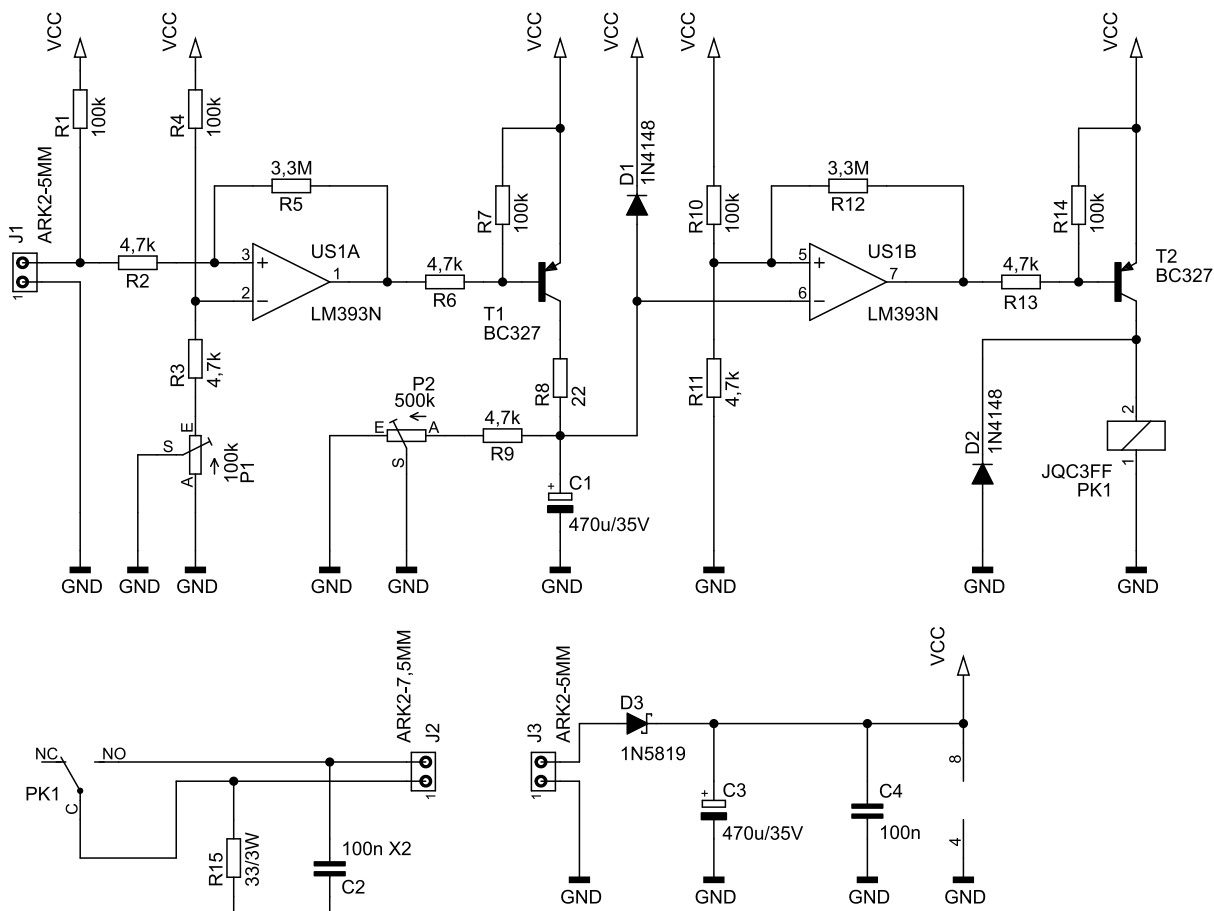 VCC
VCC
VCC
VCC
VCC
VCC
R1
100k
R4
100k
ARK2-5MM
J1
1
4,7k
R2
3,3M
R5
3
2
+
−
1
US1A
LM393N
R3
4,7k
E
S
A
100k
P1
4,7k
R6
R7
100k
T1
BC327
R8
22
P2
500k
E
A
S
4,7k
R9
+
C1
470u/35V
D1
1N4148
R10
100k
3,3M
R12
5
6
+
−
7
US1B
LM393N
R11
4,7k
4,7k
R13
R14
100k
T2
BC327
D2
1N4148
2
1
JQC3FF
PK1
GND
GND
GND
GND
GND
GND
GND
GND
GND
NC
NO
PK1
C
R15
33/3W
100n X2
C2
ARK2-7,5MM
J2
1
ARK2-5MM
J3
1
D3
1N5819
+
C3
470u/35V
C4
100n
VCC
8
4
GND
GND
GND
GND